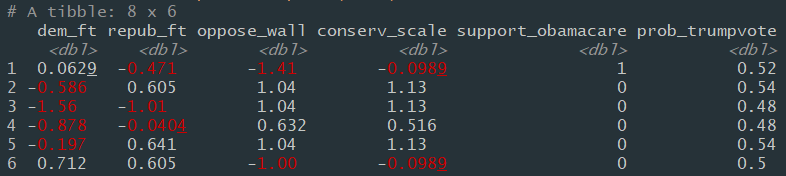 # A tibble: 8 x 6
dem_ft repub_ft oppose_wall conserv_scale support_obamacare prob_trumpvote
<dbl> <dbl> <dbl> <dbl> <dbl> <dbl>
1 0.0629 -0.471 -1.41 -0.0989 1 0.52
2 -0.586 0.605 1.04 1.13 0 0.54
3 -1.56 -1.01 1.04 1.13 0 0.48
4 -0.878 -0.0404 0.632 0.516 0 0.48
5 -0.197 0.641 1.04 1.13 0 0.54
6 0.712 0.605 -1.00 -0.0989 0 0.5